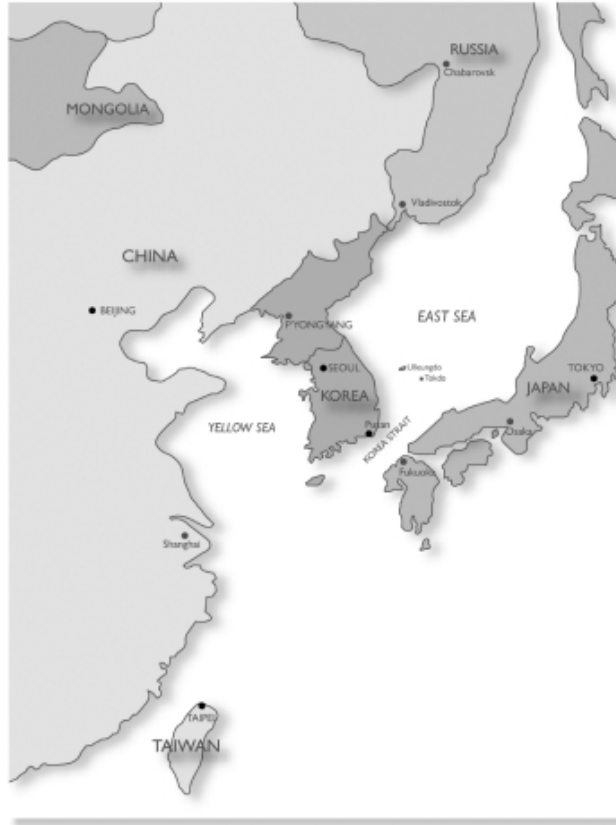 RUSSIA
Chabarovsk
MONGOLIA
Vladivostok
CHINA
BEIJING
P'YONGYANG
EAST SEA
SEOUL
Ulleungdo
Tokdo
TOKYO
KOREA
JAPAN
YELLOW SEA
Pusan
KOREA STRAIT
Osaka
Fukuoka
Shanghai
TAIPEI
TAIWAN